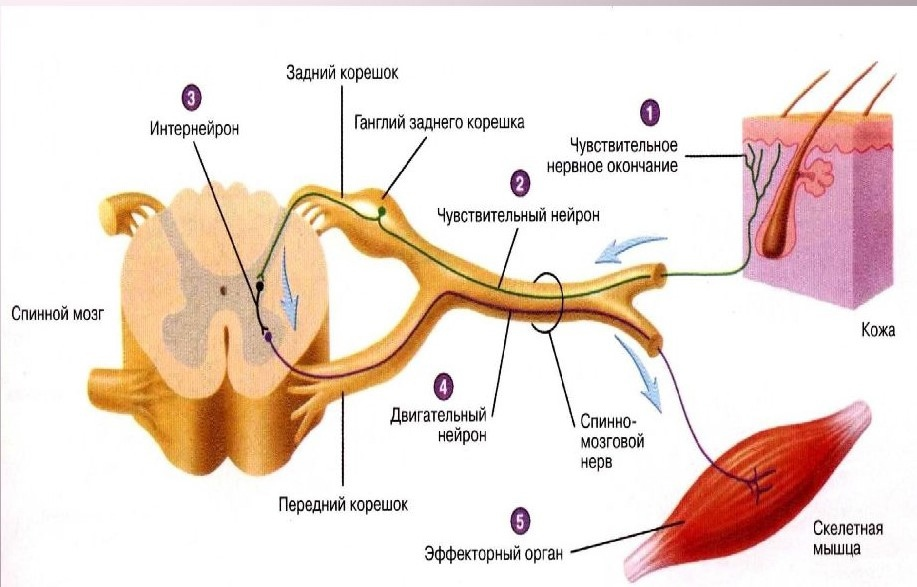 Задний корешок
3
Интернейрон
Ганглий заднего корешка
1
Чувствительное
нервное окончание
2
Чувствительный нейрон
Спинной мозг
Кожа
4
Двигательный
нейрон
Спинно-
мозговой
нерв
Передний корешок
5
Эффекторный орган
Скелетная
мышца